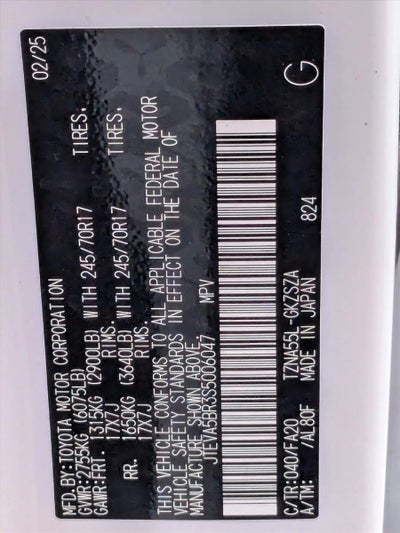 MFD.BY:TOYOTA MOTOR CORPORATION 02/25
GVWR:2755KG (6075LB)
GAWR:FRT. 1315KG (2900LB) WITH 245/70R17 TIRES.
17X7J RIMS.
RR. 1650KG (3640LB) WITH 245/70R17 TIRES.
17X7J RIMS.
THIS VEHICLE CONFORMS TO ALL APPLICABLE FEDERAL MOTOR
VEHICLE SAFETY STANDARDS IN EFFECT ON THE DATE OF
MANUFACTURE SHOWN ABOVE.
JTEVA5BR3S5006047 MPV
C/TR:040/FA20 TZNA55L-GKZSZA G
A/TM: /AL80F MADE IN JAPAN 824